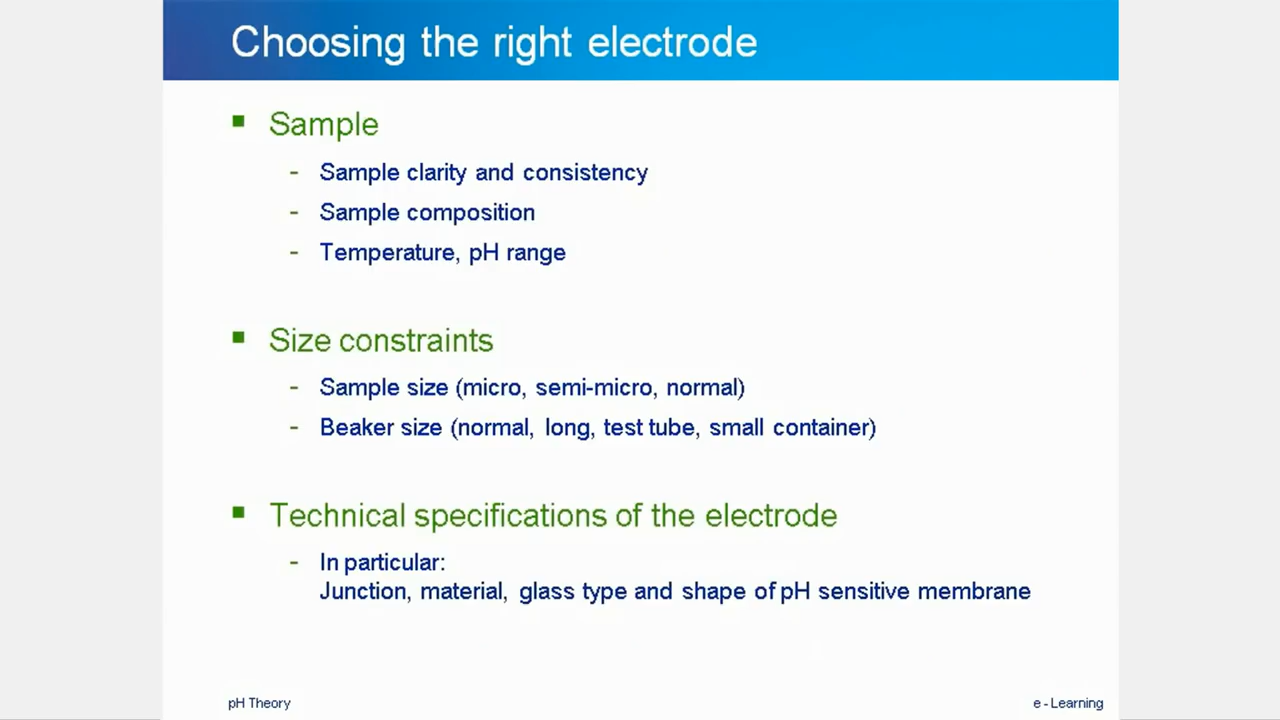 Choosing the right electrode
▪ Sample
- Sample clarity and consistency
- Sample composition
- Temperature, pH range
▪ Size constraints
- Sample size (micro, semi-micro, normal)
- Beaker size (normal, long, test tube, small container)
▪ Technical specifications of the electrode
- In particular:
Junction, material, glass type and shape of pH sensitive membrane
pH Theory
e - Learning